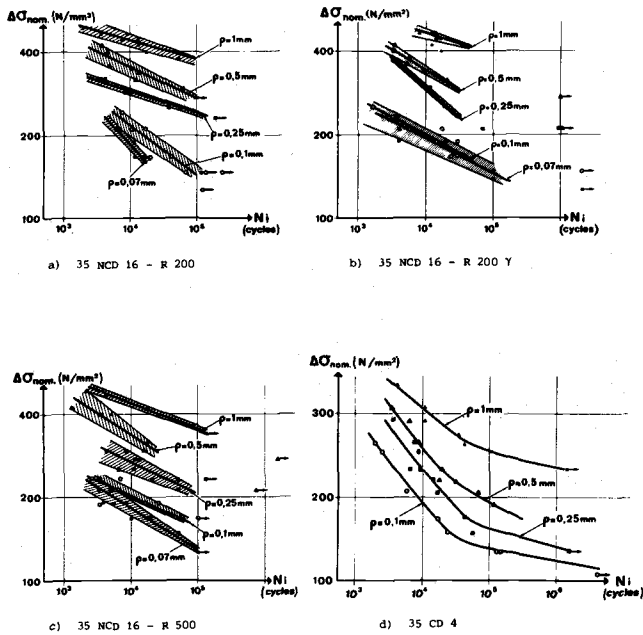 Δσnom. (N/mm²)
400
200
100
ρ=1mm
ρ=0,5mm
ρ=0,25mm
ρ=0,1mm
ρ=0,07mm
10³
10⁴
10⁵
Ni
(cycles)
a) 35 NCD 16 - R 200
Δσnom. (N/mm²)
400
200
100
ρ=1mm
ρ=0,5mm
ρ=0,25mm
ρ=0,1mm
ρ=0,07mm
10³
10⁴
10⁵
Ni
(cycles)
b) 35 NCD 16 - R 200 γ
Δσnom. (N/mm²)
400
200
100
ρ=1mm
ρ=0,5mm
ρ=0,25mm
ρ=0,1mm
ρ=0,07mm
10³
10⁴
10⁵
Ni
(cycles)
c) 35 NCD 16 - R 500
Δσnom. (N/mm²)
300
200
100
ρ=1mm
ρ=0,5mm
ρ=0,25mm
ρ=0,1mm
10³
10⁴
10⁵
Ni
(cycles)
d) 35 CD 4